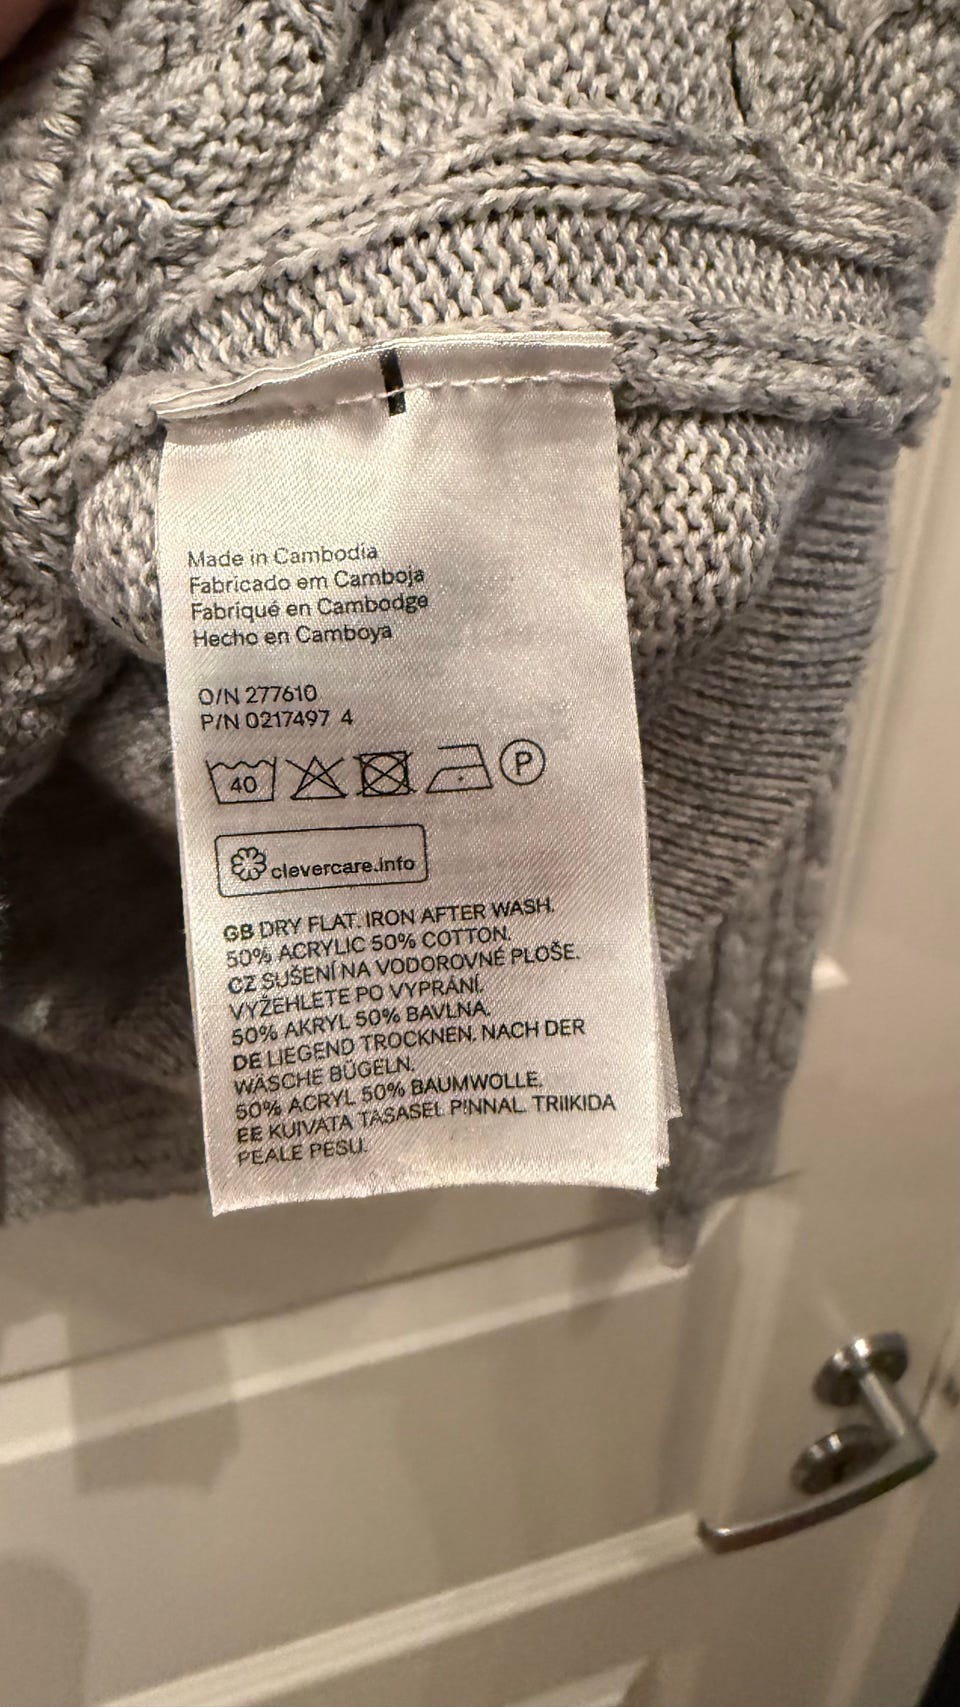 Made in Cambodia
Fabricado em Camboja
Fabriqué en Cambodge
Hecho en Camboya
O/N 277610
P/N 0217497 4
40 P
clevercare.info
GB DRY FLAT. IRON AFTER WASH.
50% ACRYLIC 50% COTTON.
CZ SUŠENÍ NA VODOROVNÉ PLOŠE.
VYŽEHLETE PO VYPRÁNÍ.
50% AKRYL 50% BAVLNA.
DE LIEGEND TROCKNEN. NACH DER
WÄSCHE BÜGELN.
50% ACRYL 50% BAUMWOLLE.
EE KUIVATA TASASEL PINNAL. TRIIKIDA
PEALE PESU.